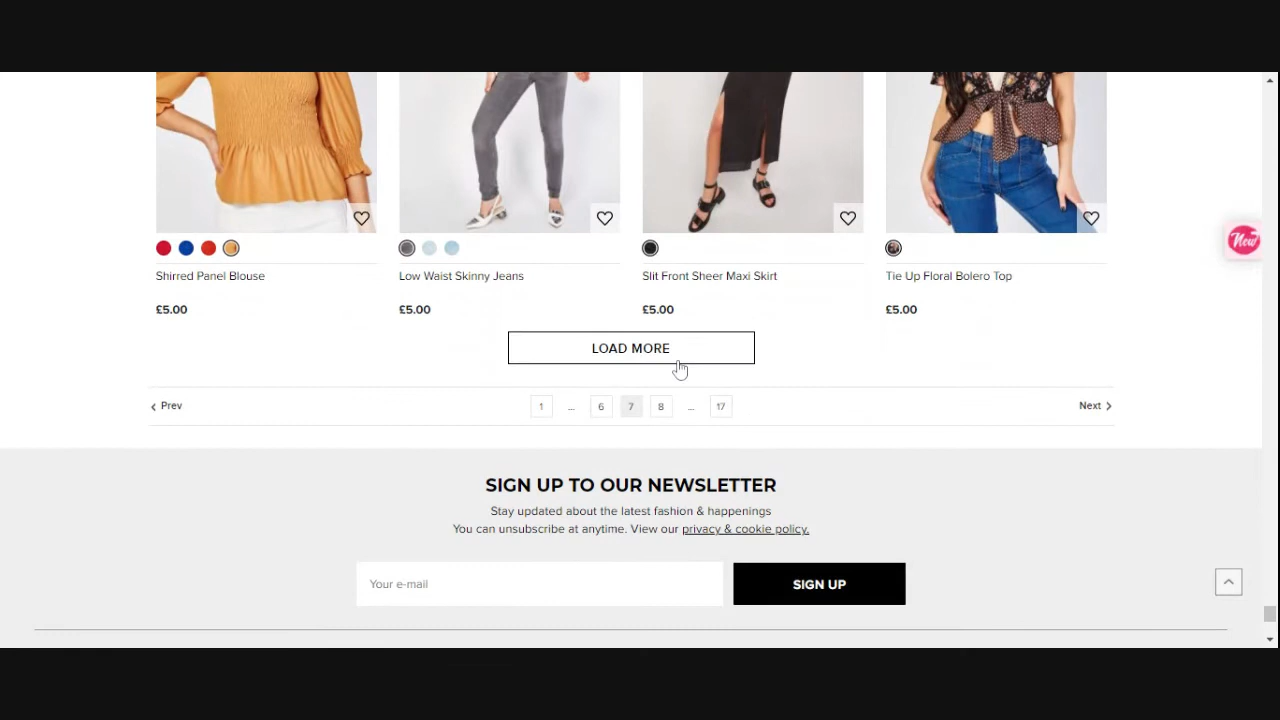 New
Shirred Panel Blouse
Low Waist Skinny Jeans
Slit Front Sheer Maxi Skirt
Tie Up Floral Bolero Top
£5.00
£5.00
£5.00
£5.00
LOAD MORE
Prev
1
...
6
7
8
...
17
Next
SIGN UP TO OUR NEWSLETTER
Stay updated about the latest fashion & happenings
You can unsubscribe at anytime. View our privacy & cookie policy.
Your e-mail
SIGN UP